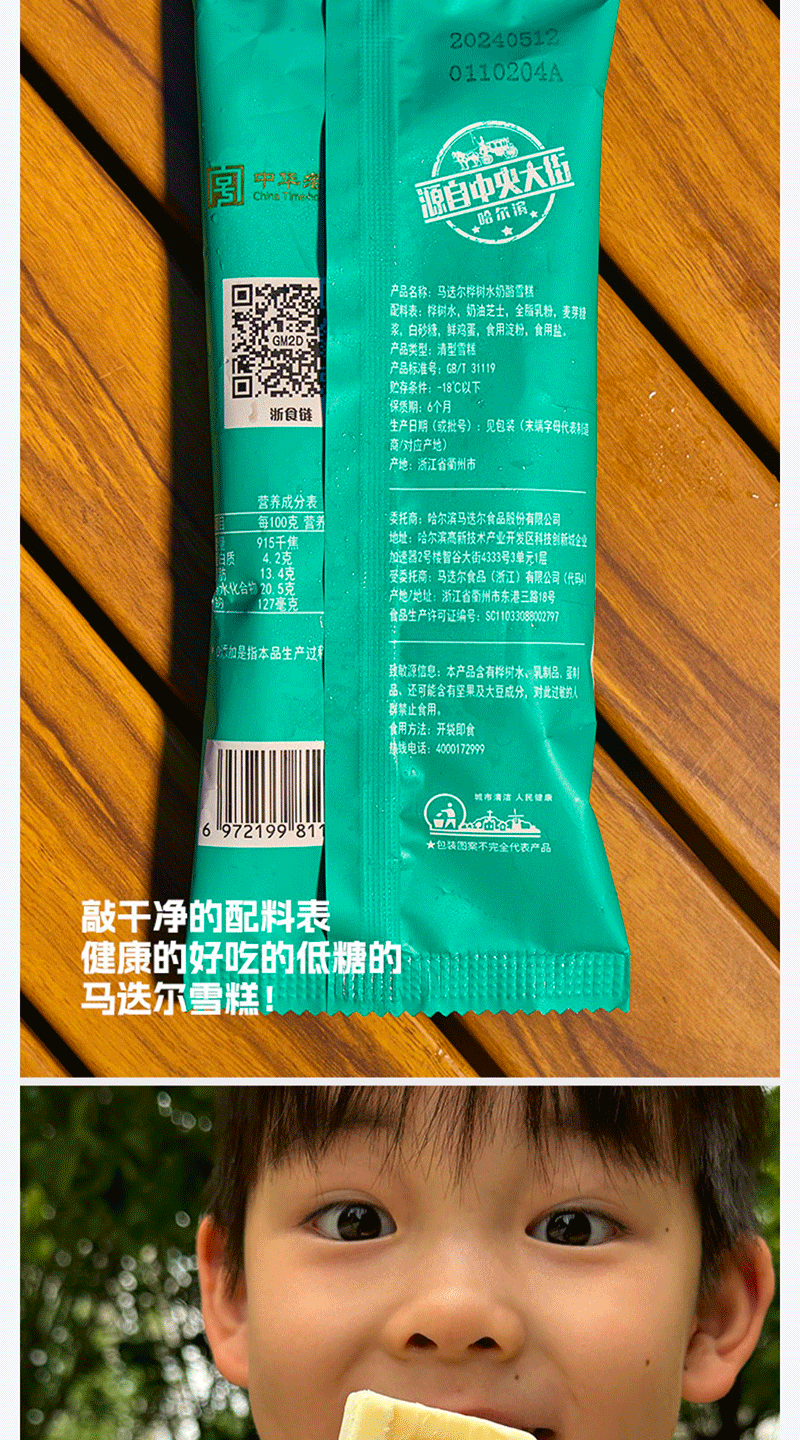 20240512
0110204A
中华
China Time
源自中央大街
哈尔滨
GM2D
浙食链
产品名称：马迭尔桦树水奶酪雪糕
配料表：桦树水，奶油芝士，全脂乳粉，麦芽糖
浆，白砂糖，鲜鸡蛋，食用淀粉，食用盐。
产品类型：清型雪糕
产品标准号：GB/T 31119
贮存条件：-18℃以下
保质期：6个月
生产日期（或批号）：见包装（末端字母代表制造
商/对应产地）
产地：浙江省衢州市
营养成分表
每100克 营养
915千焦
白质 4.2克
肪 13.4克
水化合物 20.5克
钠 127毫克
添加是指本品生产过程
委托商：哈尔滨马迭尔食品股份有限公司
地址：哈尔滨高新技术产业开发区科技创新城企业
加速器2号楼智谷大街4333号3单元1层
受委托商：马迭尔食品（浙江）有限公司（代码A）
产地/地址：浙江省衢州市东港三路18号
食品生产许可证编号：SC11033088002797
致敏源信息：本产品含有桦树水、乳制品、蛋制
品、还可能含有坚果及大豆成分，对此过敏的人
群禁止食用。
食用方法：开袋即食
热线电话：4000172999
6 972199 811
城市清洁 人民健康
★包装图案不完全代表产品
敲干净的配料表
健康的好吃的低糖的
马迭尔雪糕！